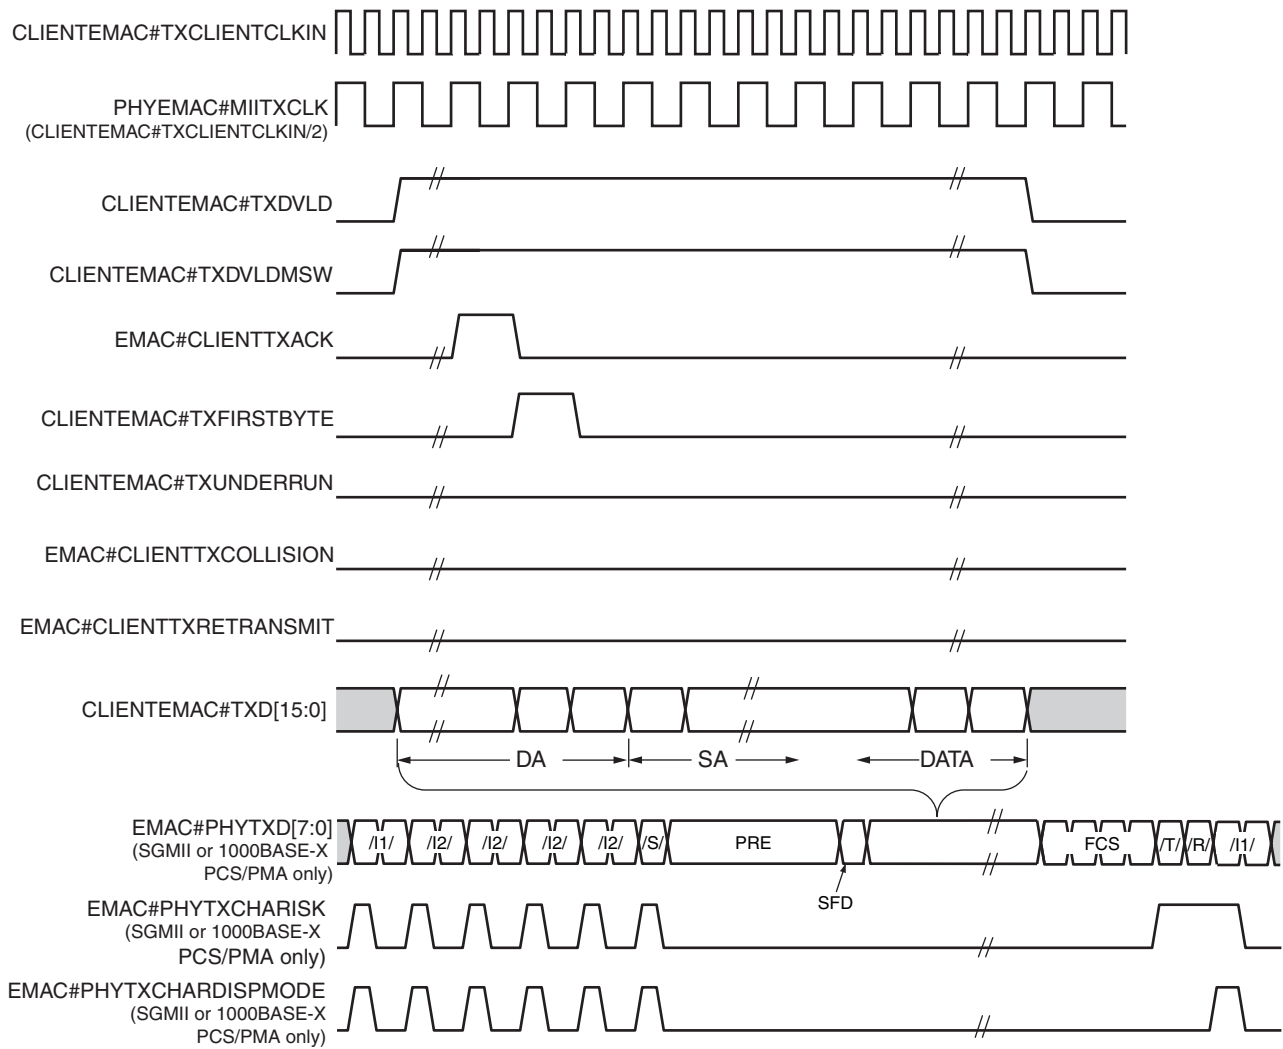 CLIENTEMAC#TXCLIENTCLKIN
PHYEMAC#MIITXCLK
(CLIENTEMAC#TXCLIENTCLKIN/2)
CLIENTEMAC#TXDVLD
CLIENTEMAC#TXDVLDMSW
EMAC#CLIENTTXACK
CLIENTEMAC#TXFIRSTBYTE
CLIENTEMAC#TXUNDERRUN
EMAC#CLIENTTXCOLLISION
EMAC#CLIENTTXRETRANSMIT
CLIENTEMAC#TXD[15:0]
DA SA DATA
EMAC#PHYTXD[7:0]
(SGMII or 1000BASE-X
PCS/PMA only)
/I1/ /I2/ /I2/ /I2/ /I2/ /S/ PRE FCS /T/ /R/ /I1/
SFD
EMAC#PHYTXCHARISK
(SGMII or 1000BASE-X
PCS/PMA only)
EMAC#PHYTXCHARDISPMODE
(SGMII or 1000BASE-X
PCS/PMA only)